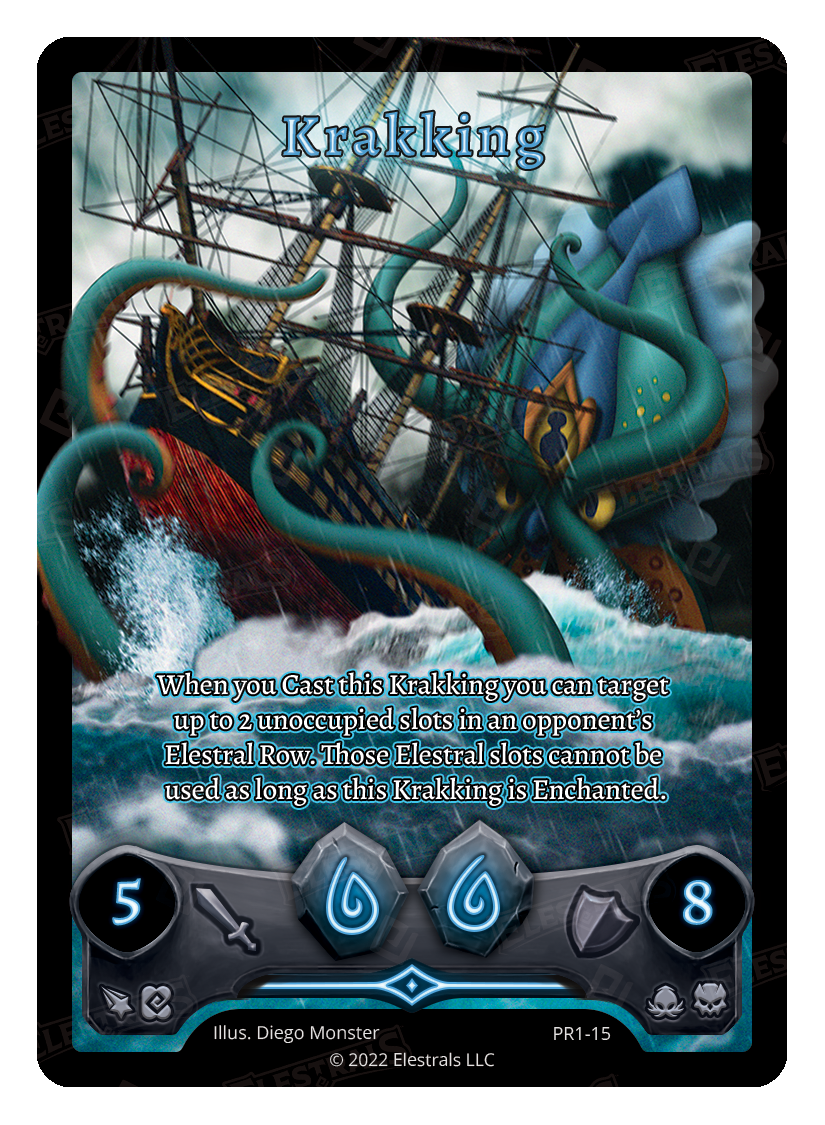 Krakking
When you Cast this Krakking you can target
up to 2 unoccupied slots in an opponent's
Elestral Row. Those Elestral slots cannot be
used as long as this Krakking is Enchanted.
5
8
Illus. Diego Monster
PR1-15
© 2022 Elestrals LLC